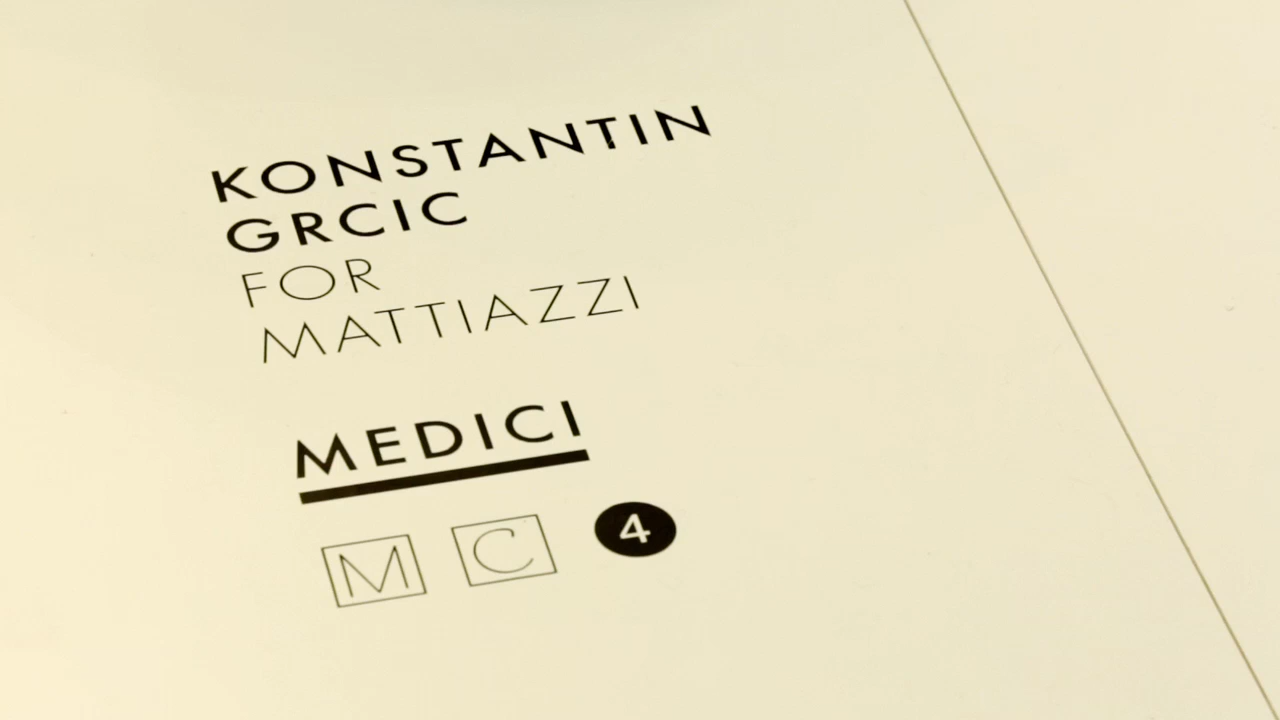 KONSTANTIN
GRCIC
FOR
MATTIAZZI
MEDICI
M C 4